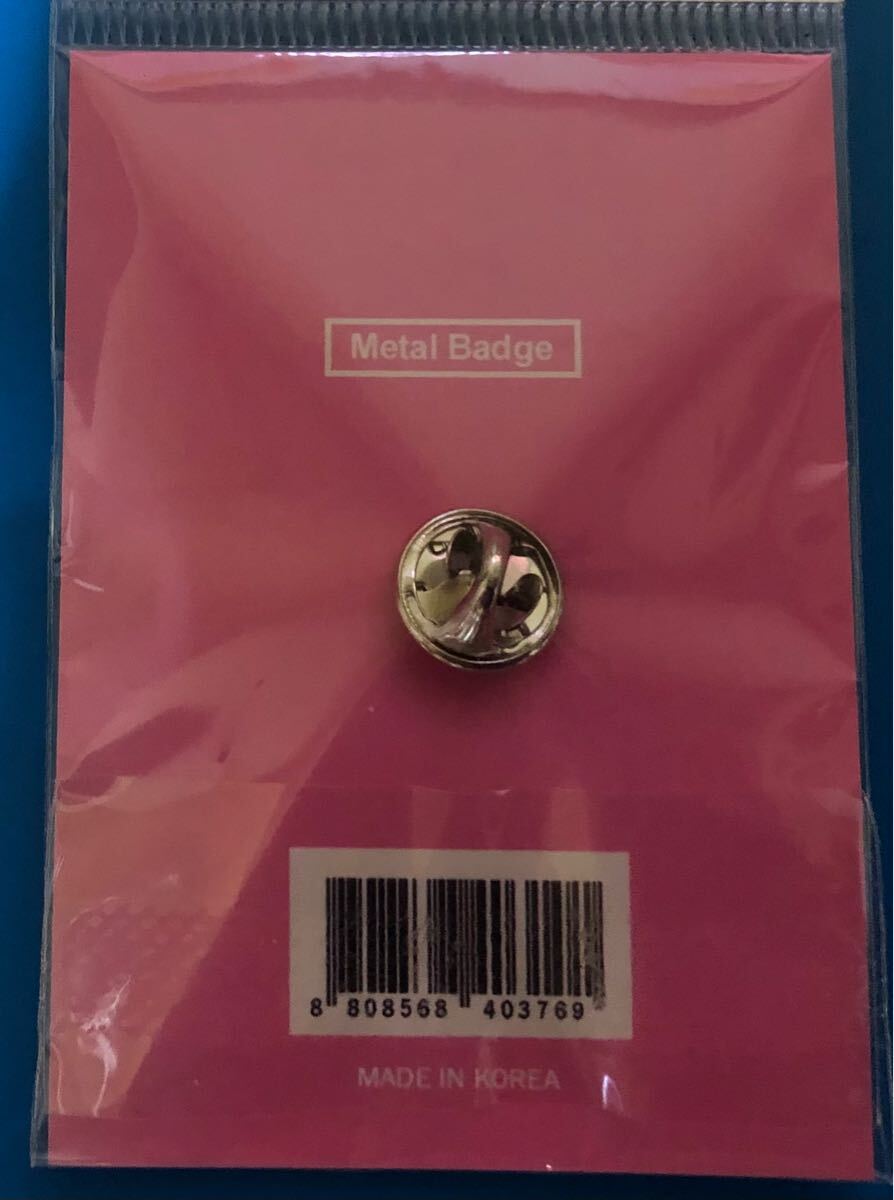 Metal Badge
8 808568 403769
MADE IN KOREA